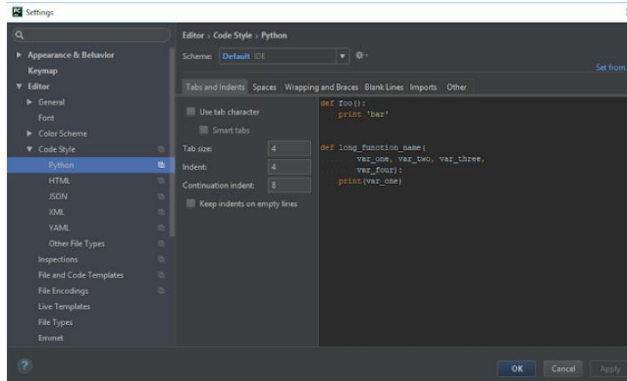 Settings
Editor › Code Style › Python
Scheme: Default IDE
Set from
Appearance & Behavior
Keymap
Editor
General
Font
Color Scheme
Code Style
Python
HTML
JSON
XML
YAML
Other File Types
Inspections
File and Code Templates
File Encodings
Live Templates
File Types
Emmet
Tabs and Indents Spaces Wrapping and Braces Blank Lines Imports Other
Use tab character
Smart tabs
Tab size: 4
Indent: 4
Continuation indent: 8
Keep indents on empty lines
def foo():
print 'bar'
def long_function_name(
var_one, var_two, var_three,
var_four):
print(var_one)
?
OK Cancel Apply